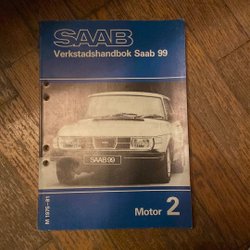 SAAB
Verkstadshandbok Saab 99
SAAB 99
Motor 2
M 1975-81